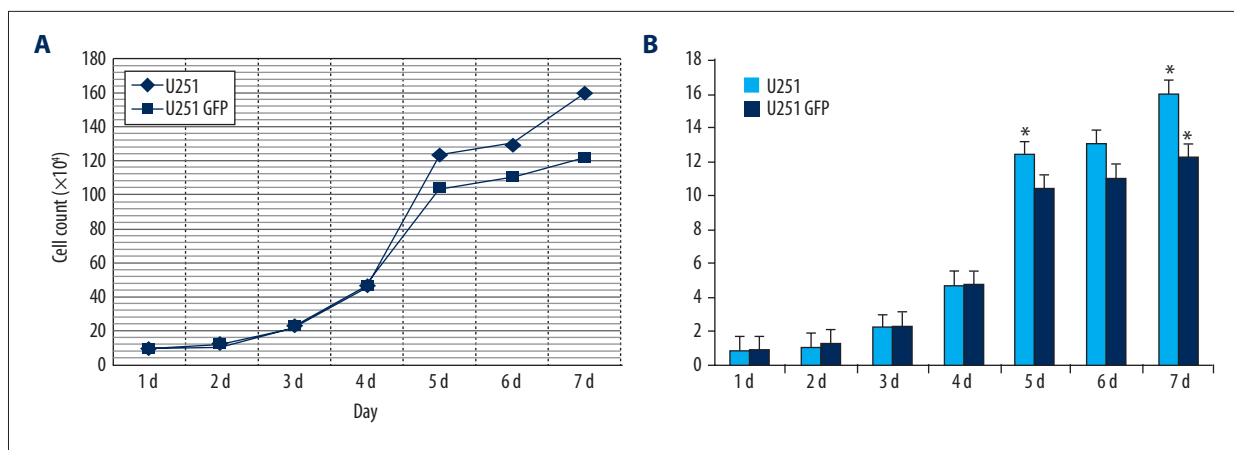 A
180
160
140
120
100
80
60
40
20
0
Cell count (×10⁴)
U251
U251 GFP
1 d 2 d 3 d 4 d 5 d 6 d 7 d
Day
B
18
16
14
12
10
8
6
4
2
0
U251
U251 GFP
*
*
*
1 d 2 d 3 d 4 d 5 d 6 d 7 d